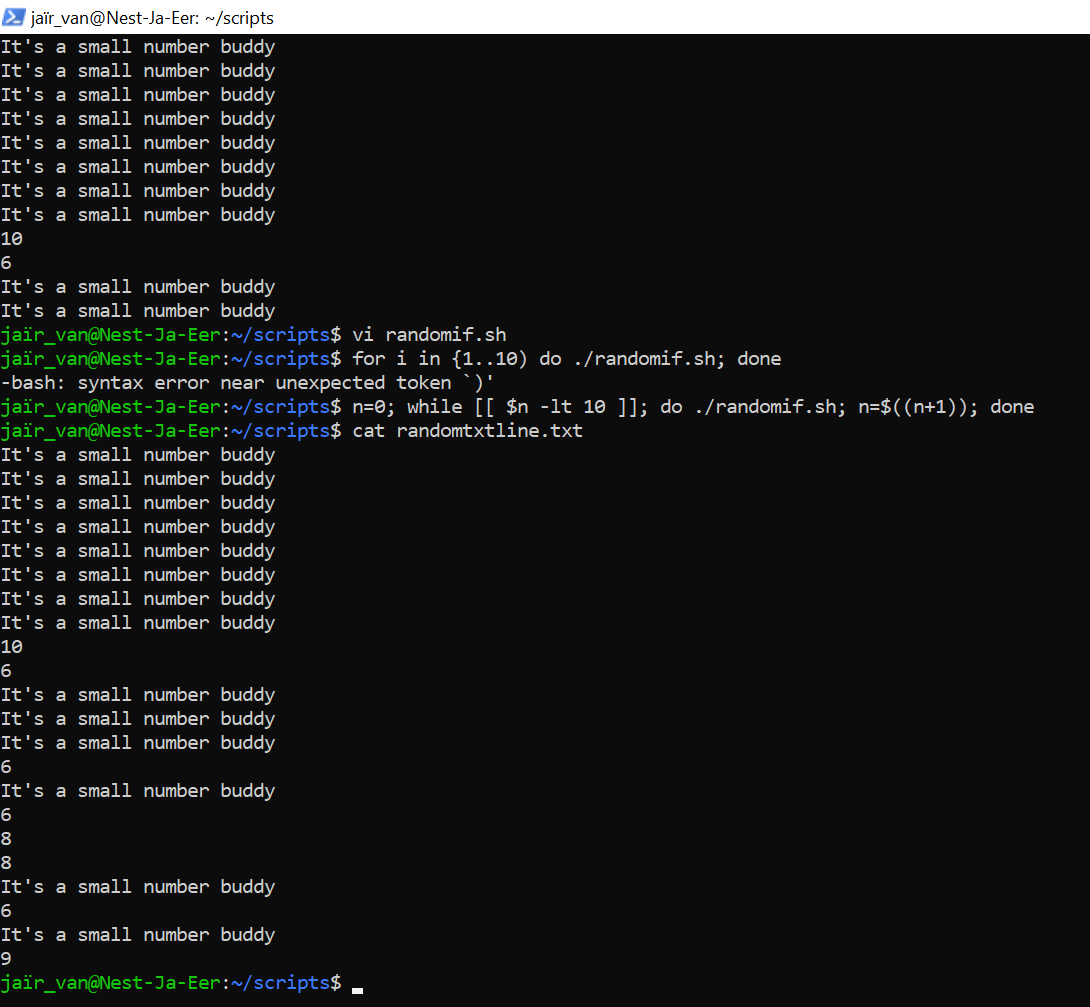 jaïr_van@Nest-Ja-Eer: ~/scripts
It's a small number buddy
It's a small number buddy
It's a small number buddy
It's a small number buddy
It's a small number buddy
It's a small number buddy
It's a small number buddy
It's a small number buddy
10
6
It's a small number buddy
It's a small number buddy
jaïr_van@Nest-Ja-Eer:~/scripts$ vi randomif.sh
jaïr_van@Nest-Ja-Eer:~/scripts$ for i in {1..10) do ./randomif.sh; done
-bash: syntax error near unexpected token `)'
jaïr_van@Nest-Ja-Eer:~/scripts$ n=0; while [[ $n -lt 10 ]]; do ./randomif.sh; n=$((n+1)); done
jaïr_van@Nest-Ja-Eer:~/scripts$ cat randomtxtline.txt
It's a small number buddy
It's a small number buddy
It's a small number buddy
It's a small number buddy
It's a small number buddy
It's a small number buddy
It's a small number buddy
It's a small number buddy
10
6
It's a small number buddy
It's a small number buddy
It's a small number buddy
6
It's a small number buddy
6
8
8
It's a small number buddy
6
It's a small number buddy
9
jaïr_van@Nest-Ja-Eer:~/scripts$